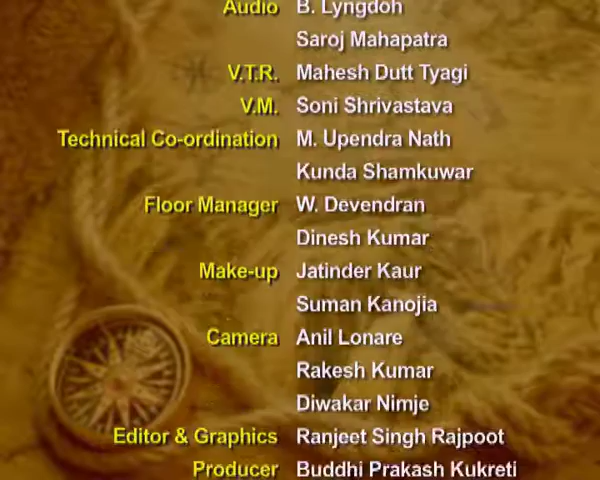 Audio B. Lyngdoh
Saroj Mahapatra
V.T.R. Mahesh Dutt Tyagi
V.M. Soni Shrivastava
Technical Co-ordination M. Upendra Nath
Kunda Shamkuwar
Floor Manager W. Devendran
Dinesh Kumar
Make-up Jatinder Kaur
Suman Kanojia
Camera Anil Lonare
Rakesh Kumar
Diwakar Nirnje
Editor & Graphics Ranjeet Singh Rajpoot
Producer Buddhi Prakash Kukreti